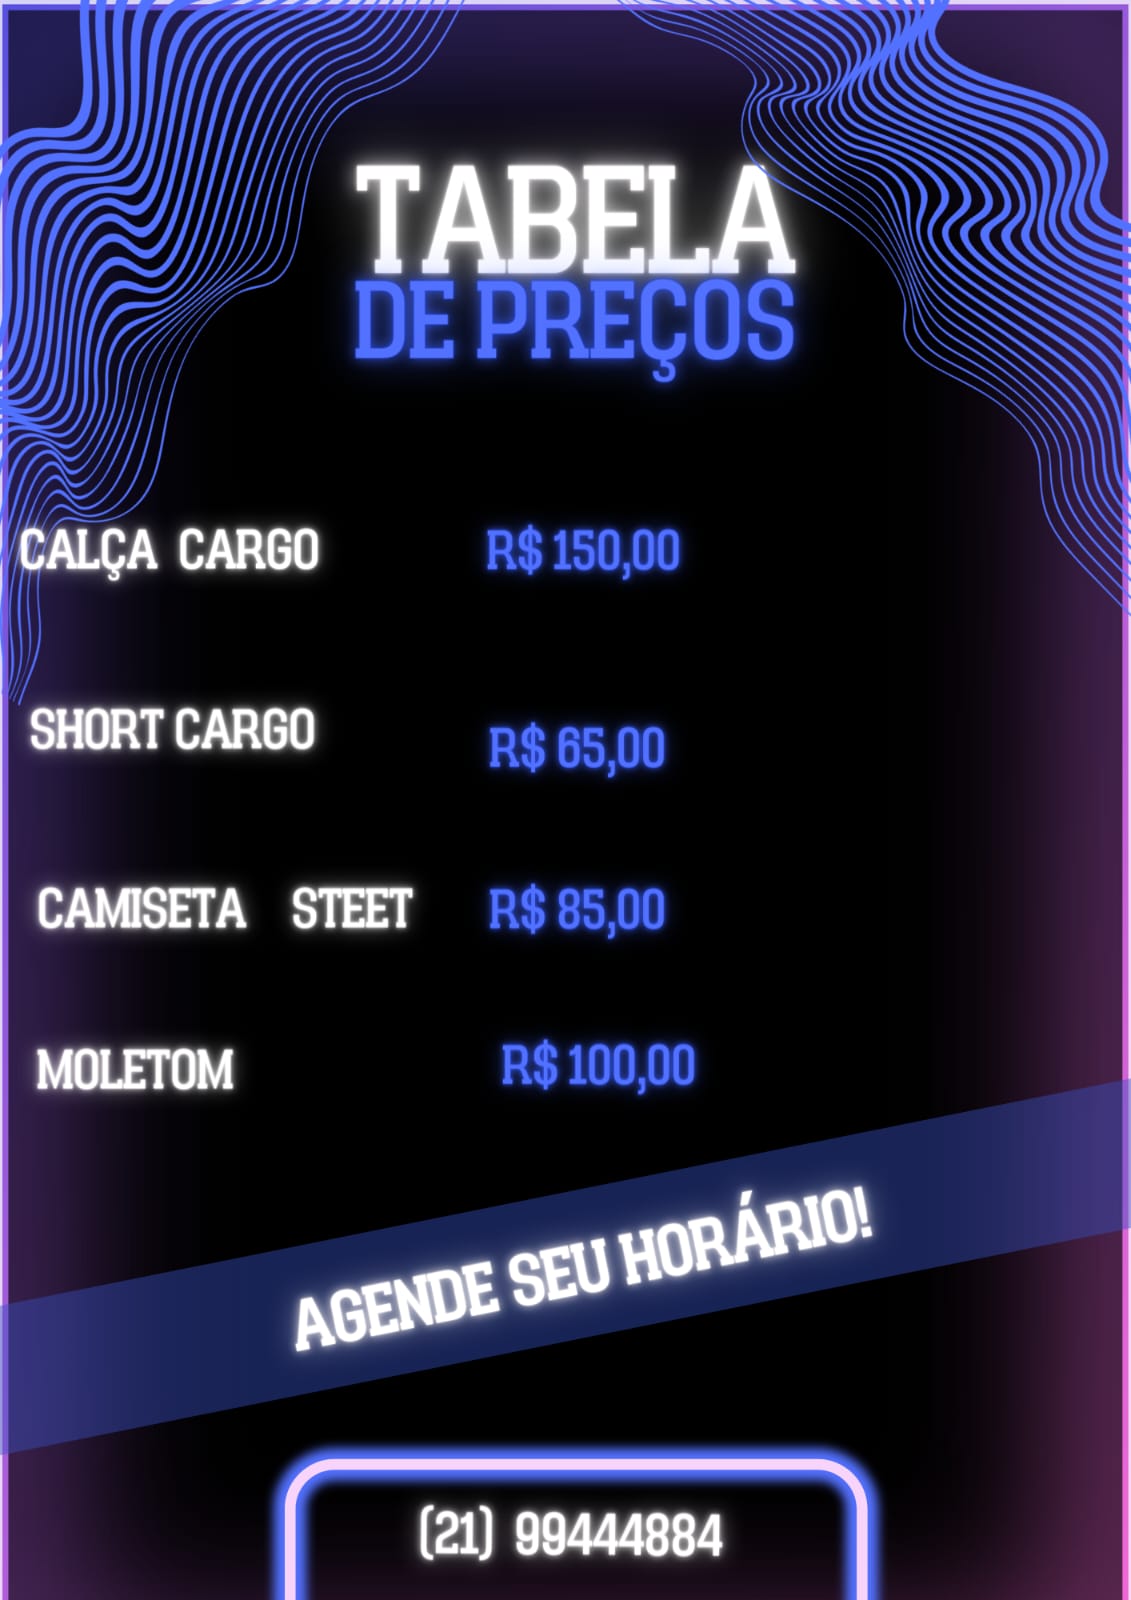 TABELA
DE PREÇOS
CALÇA CARGO R$ 150,00
SHORT CARGO R$ 65,00
CAMISETA STEET R$ 85,00
MOLETOM R$ 100,00
AGENDE SEU HORÁRIO!
(21) 99444884